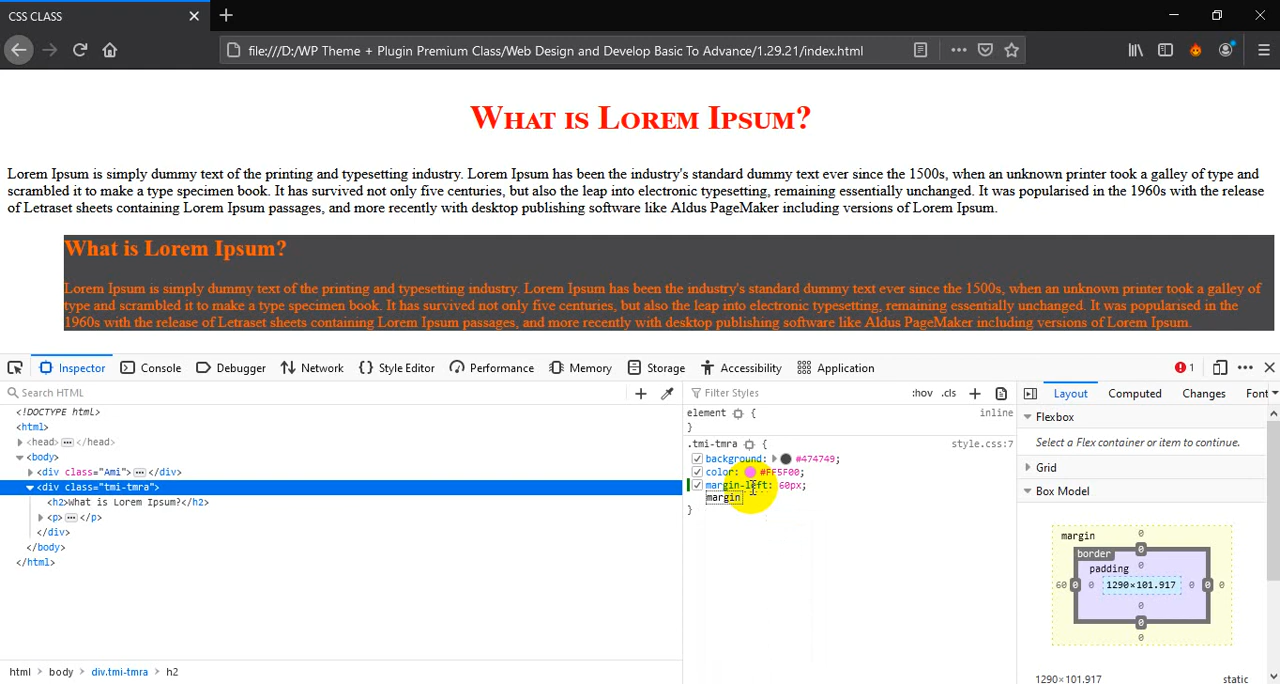 CSS CLASS
file:///D:/WP Theme + Plugin Premium Class/Web Design and Develop Basic To Advance/1.29.21/index.html
What is Lorem Ipsum?
Lorem Ipsum is simply dummy text of the printing and typesetting industry. Lorem Ipsum has been the industry's standard dummy text ever since the 1500s, when an unknown printer took a galley of type and
scrambled it to make a type specimen book. It has survived not only five centuries, but also the leap into electronic typesetting, remaining essentially unchanged. It was popularised in the 1960s with the release
of Letraset sheets containing Lorem Ipsum passages, and more recently with desktop publishing software like Aldus PageMaker including versions of Lorem Ipsum.
What is Lorem Ipsum?
Lorem Ipsum is simply dummy text of the printing and typesetting industry. Lorem Ipsum has been the industry's standard dummy text ever since the 1500s, when an unknown printer took a galley of
type and scrambled it to make a type specimen book. It has survived not only five centuries, but also the leap into electronic typesetting, remaining essentially unchanged. It was popularised in the
1960s with the release of Letraset sheets containing Lorem Ipsum passages, and more recently with desktop publishing software like Aldus PageMaker including versions of Lorem Ipsum.
Inspector Console Debugger Network Style Editor Performance Memory Storage Accessibility Application 1
Search HTML
<!DOCTYPE html>
<html>
<head> </head>
<body>
<div class="Ami"> </div>
<div class="tmi-tmra">
<h2>What is Lorem Ipsum?</h2>
<p> </p>
</div>
</body>
</html>
html body div.tmi-tmra h2
Filter Styles :hov .cls
element { inline
}
.tmi-tmra { style.css:7
background: #474749;
color: #FF5F00;
margin-left: 60px;
margin
}
Layout Computed Changes Font
Flexbox
Select a Flex container or item to continue.
Grid
Box Model
margin 0
border 0
padding 0
60 0 0 1290×101.917 0 0 0
0
0
0
1290×101.917 static